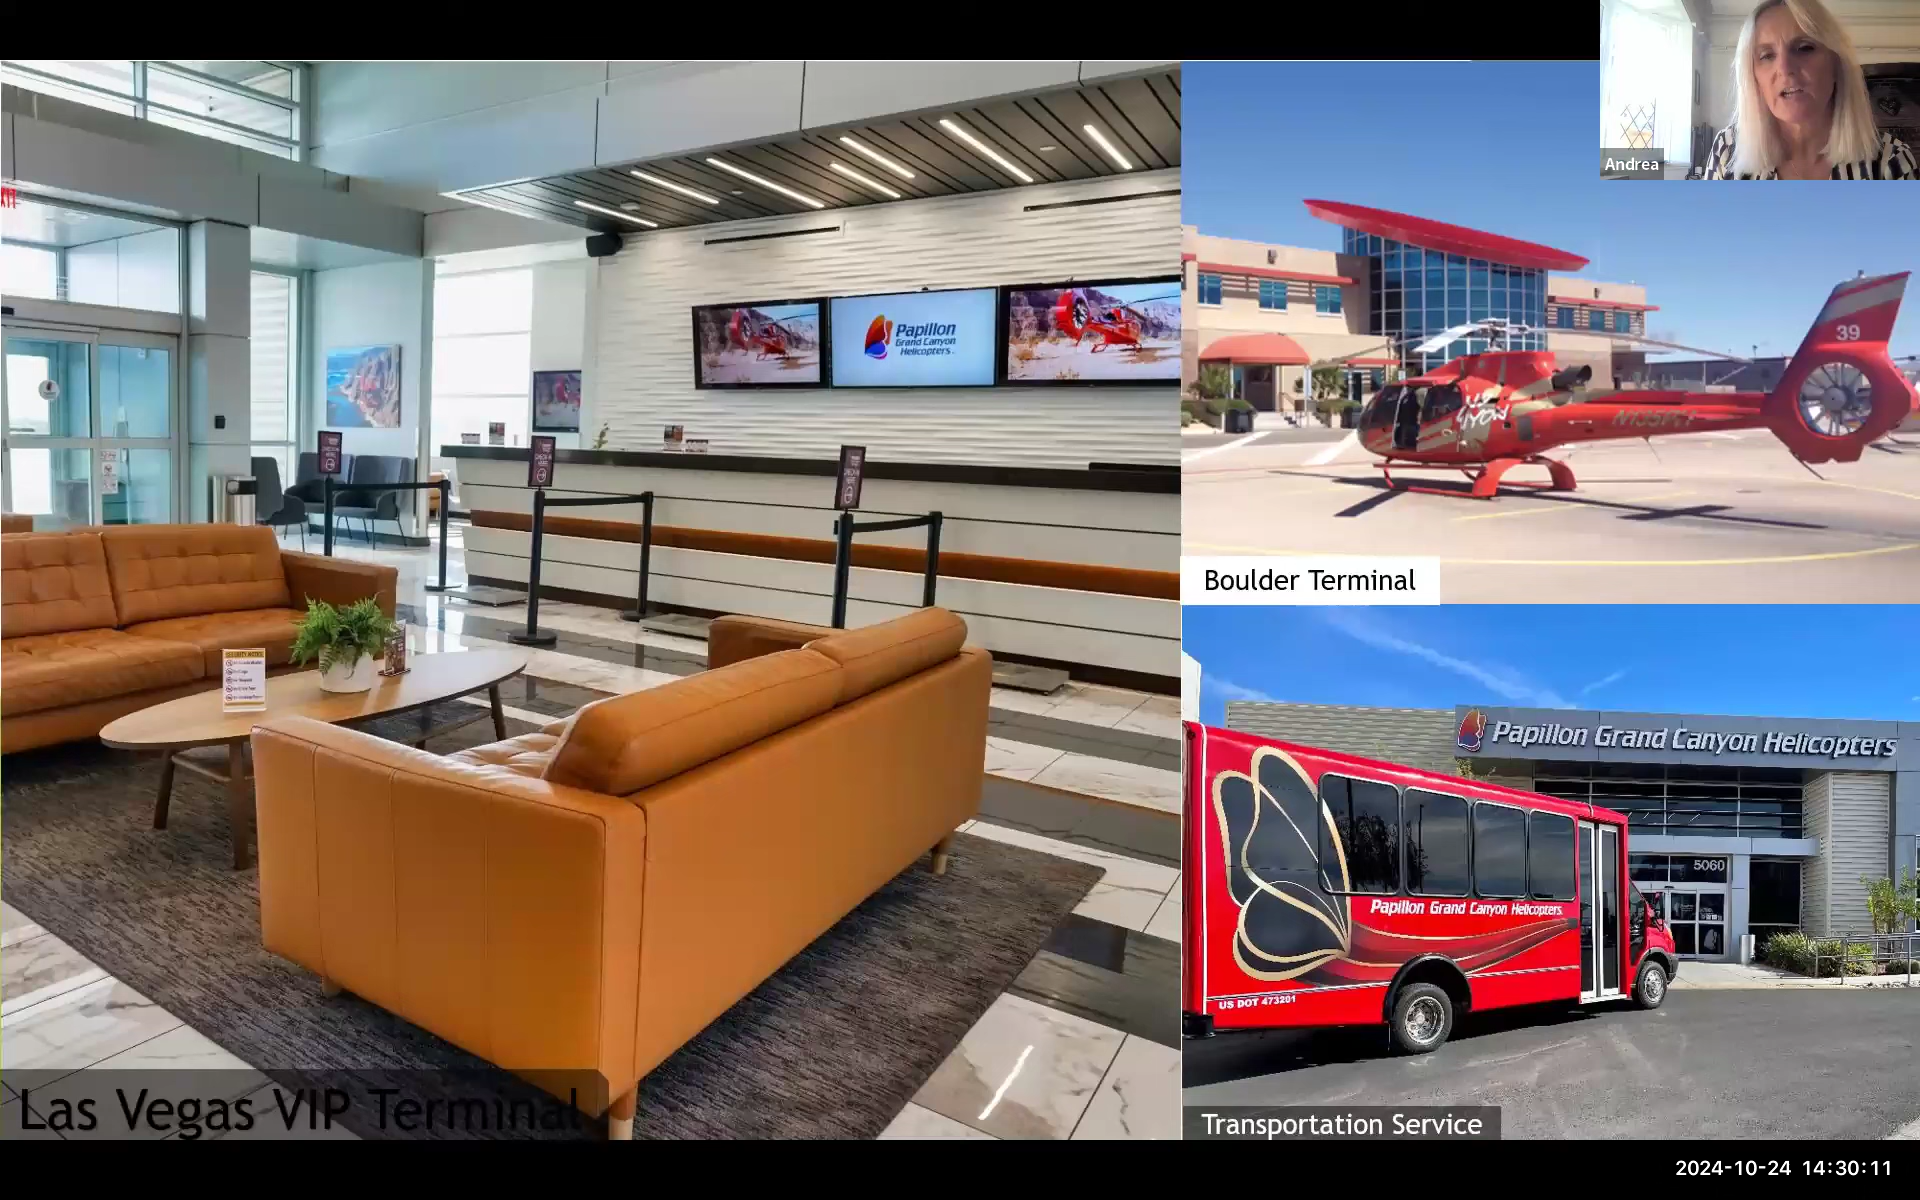 Andrea
Papillon
Grand Canyon
Helicopters
39
Boulder Terminal
Papillon Grand Canyon Helicopters
5060
Papillon Grand Canyon Helicopters
US DOT 473201
Las Vegas VIP Terminal
Transportation Service
2024-10-24 14:30:11